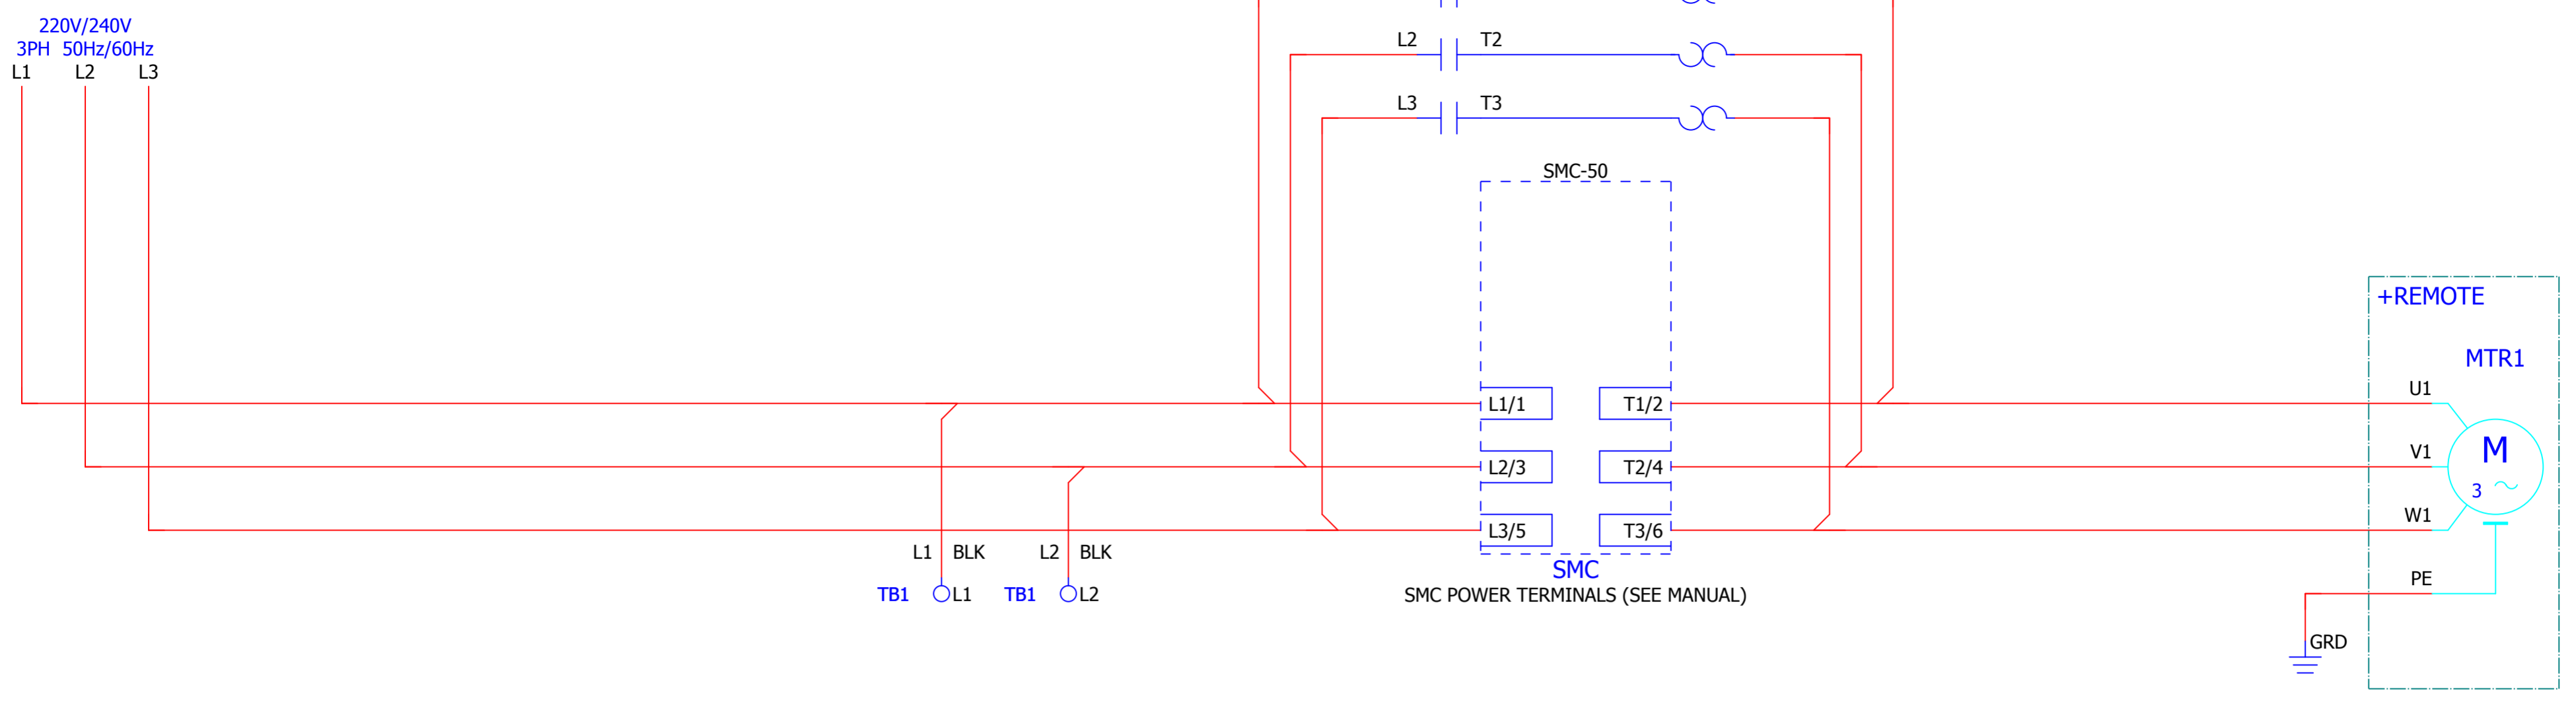 220V/240V
3PH 50Hz/60Hz
L1 L2 L3
L2 T2
L3 T3
SMC-50
+REMOTE
MTR1
U1
L1/1 T1/2
M
V1
L2/3 T2/4
3
W1
L3/5 T3/6
L1 BLK L2 BLK
SMC
PE
TB1 L1 TB1 L2
SMC POWER TERMINALS (SEE MANUAL)
GRD